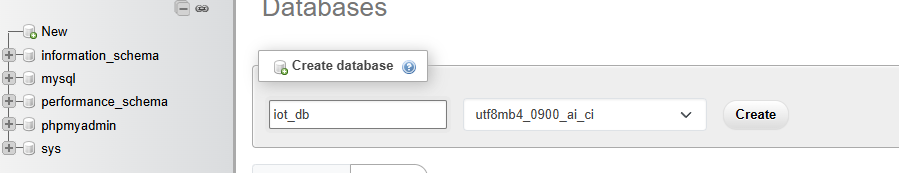 Databases
New
information_schema
mysql
performance_schema
phpmyadmin
sys
Create database
iot_db
utf8mb4_0900_ai_ci
Create